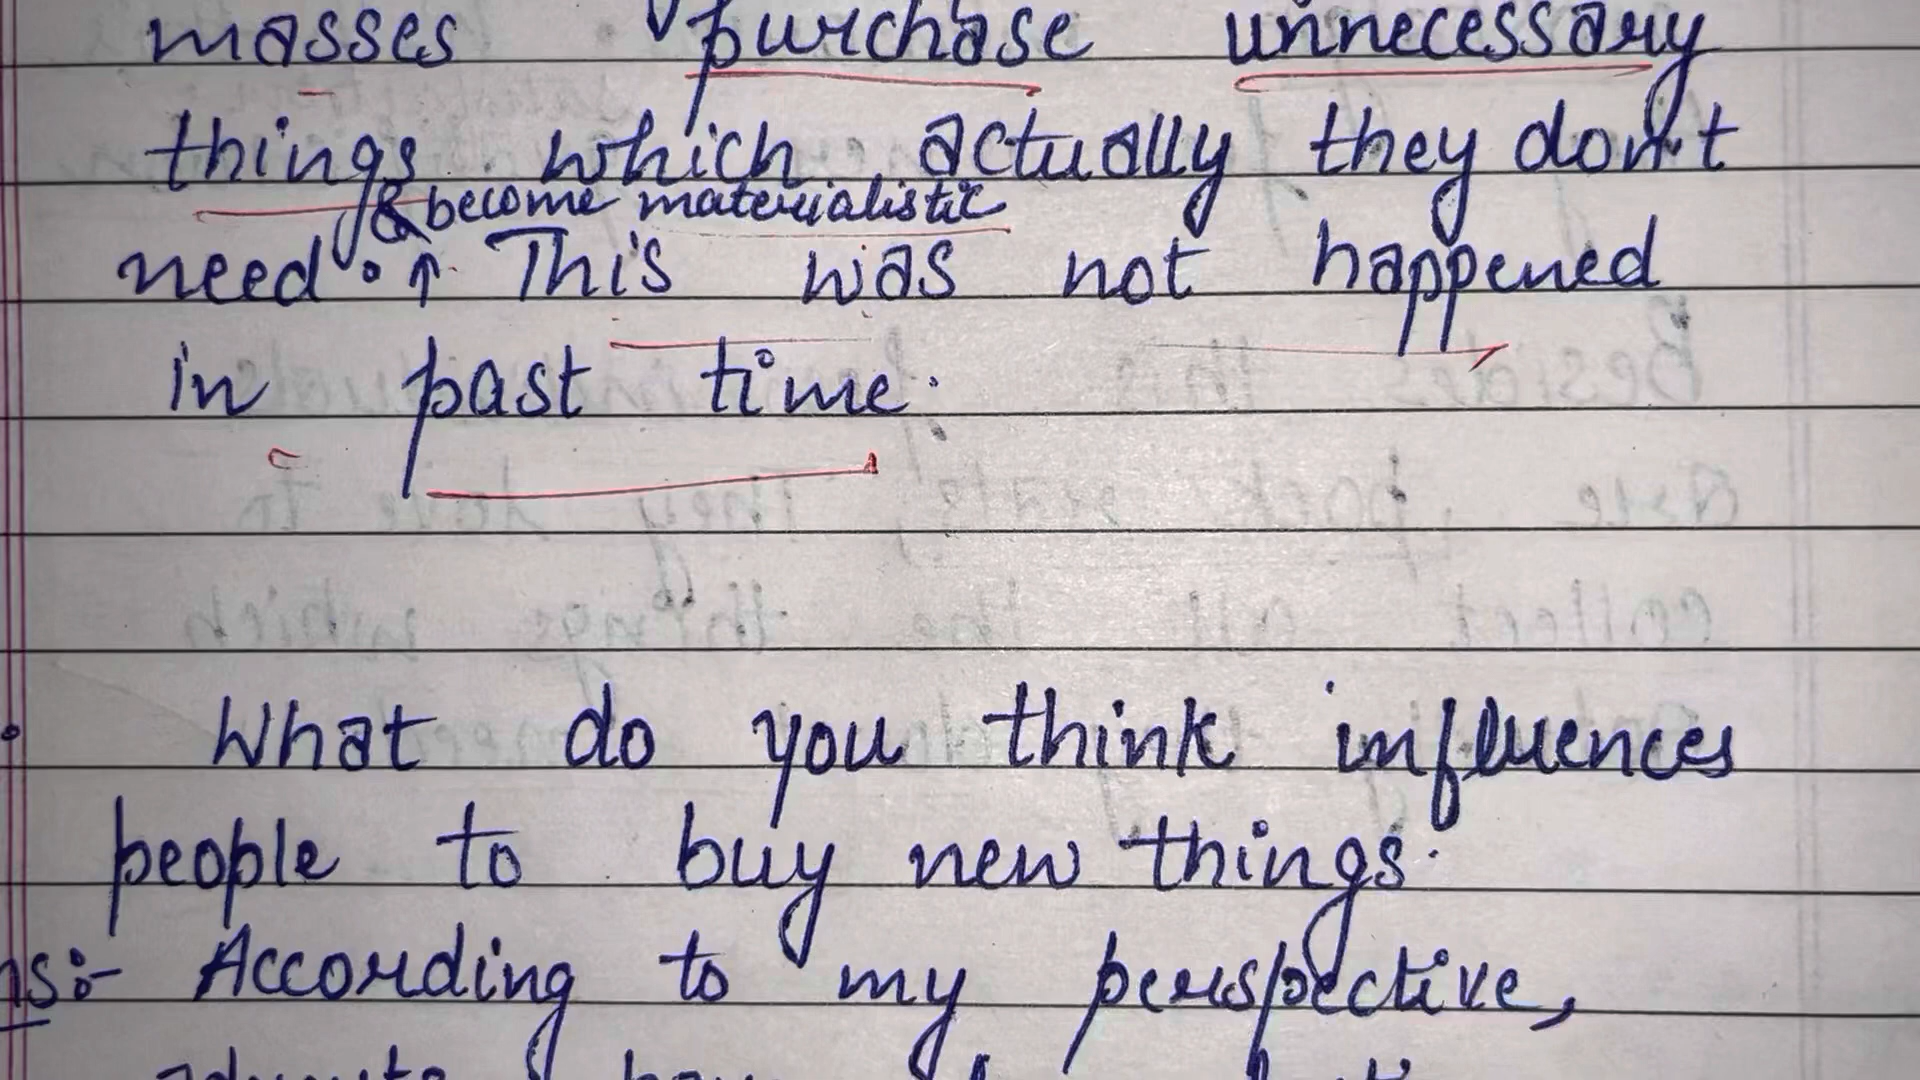 masses purchase unnecessary
things which actually they don't
& become materialistic
need. ↑ This was not happened
in past time.
What do you think influences
people to buy new things.
ns:- According to my perspective,